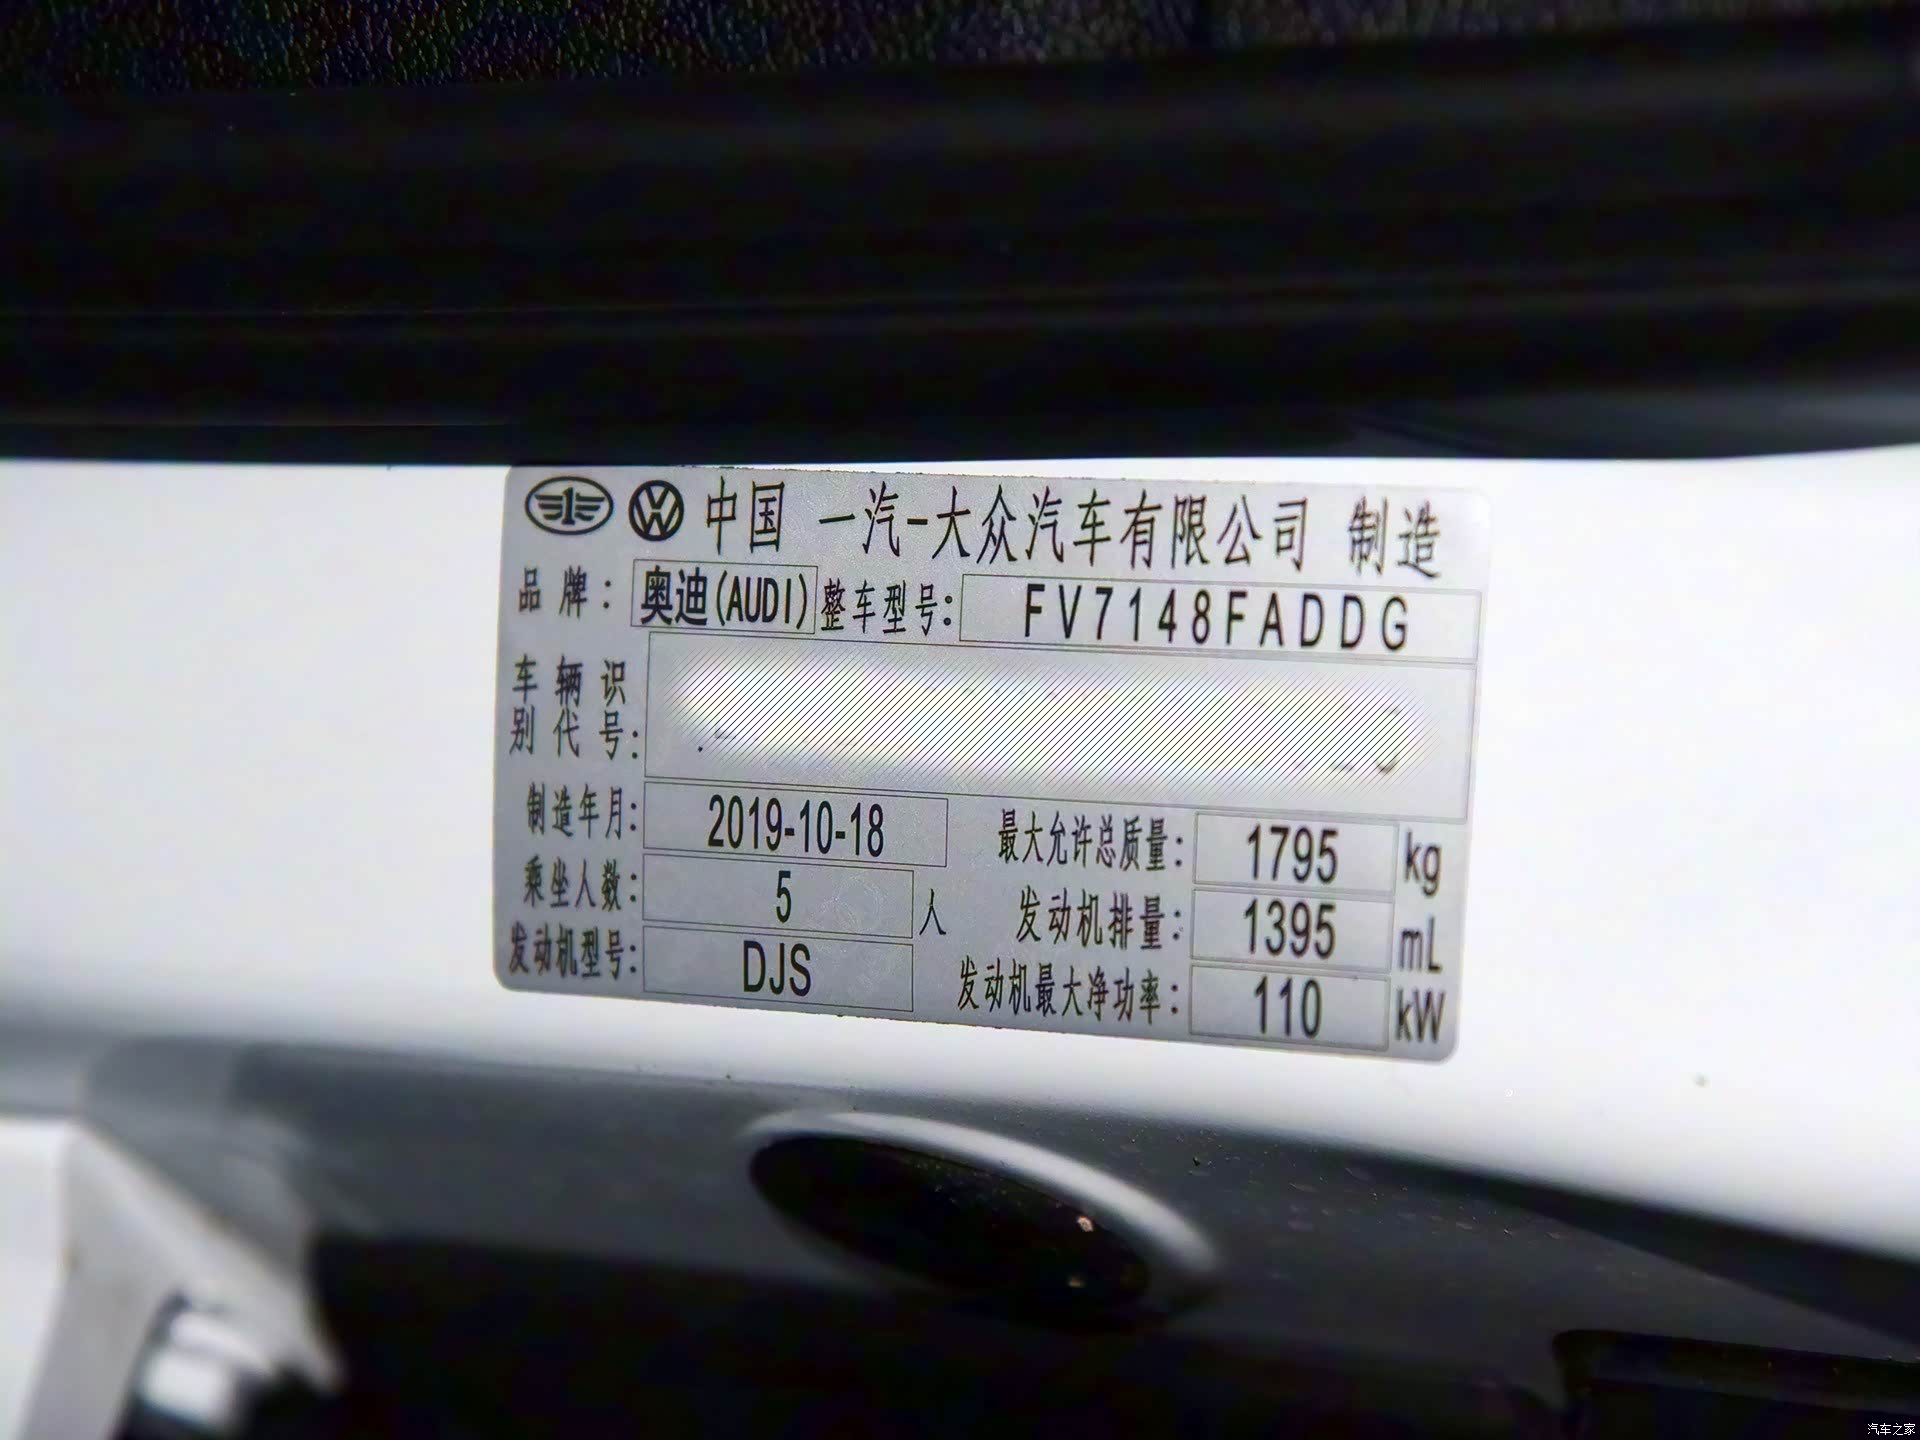 中国 一汽-大众汽车有限公司 制造
品牌: 奥迪(AUDI) 整车型号: FV7148FADDG
车辆识
别代号:
制造年月: 2019-10-18 最大允许总质量: 1795 kg
乘坐人数: 5 人 发动机排量: 1395 mL
发动机型号: DJS 发动机最大净功率: 110 kW
汽车之家